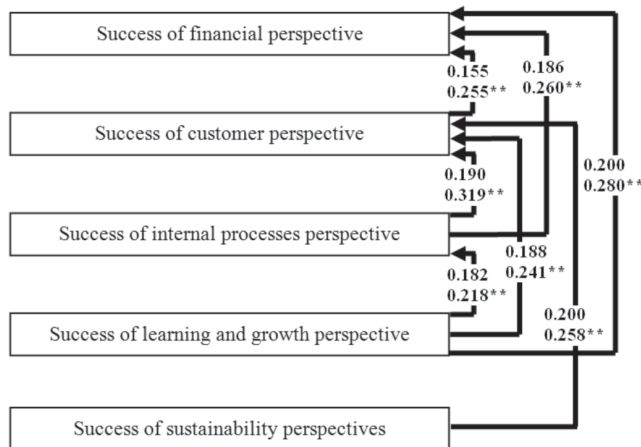 Success of financial perspective
0.155
0.255**
0.186
0.260**
Success of customer perspective
0.190
0.319**
0.200
0.280**
Success of internal processes perspective
0.182
0.218**
0.188
0.241**
Success of learning and growth perspective
0.200
0.258**
Success of sustainability perspectives